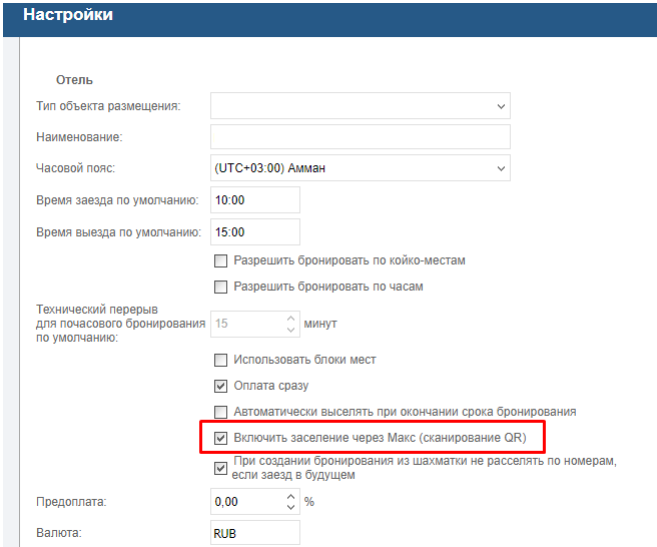 Настройки
Отель
Тип объекта размещения:
Наименование:
Часовой пояс: (UTC+03:00) Амман
Время заезда по умолчанию: 10:00
Время выезда по умолчанию: 15:00
Разрешить бронировать по койко-местам
Разрешить бронировать по часам
Технический перерыв
для почасового бронирования 15 минут
по умолчанию:
Использовать блоки мест
Оплата сразу
Автоматически выселять при окончании срока бронирования
Включить заселение через Макс (сканирование QR)
При создании бронирования из шахматки не расселять по номерам,
если заезд в будущем
Предоплата: 0,00 %
Валюта: RUB